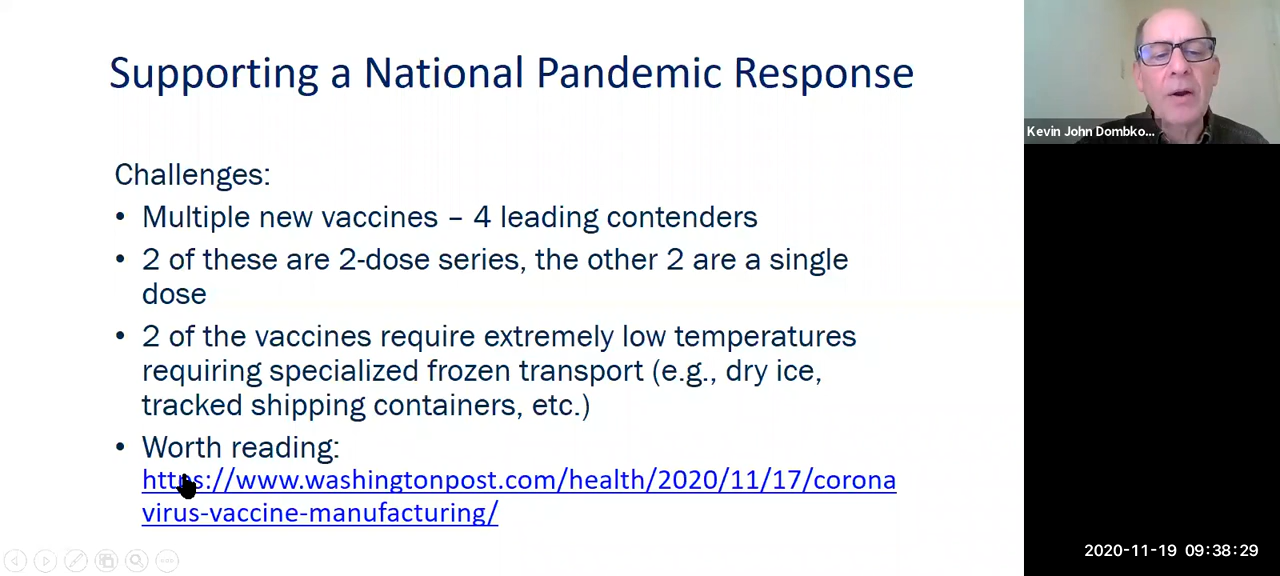 Supporting a National Pandemic Response
Kevin John Dombko...
Challenges:
• Multiple new vaccines – 4 leading contenders
• 2 of these are 2-dose series, the other 2 are a single
dose
• 2 of the vaccines require extremely low temperatures
requiring specialized frozen transport (e.g., dry ice,
tracked shipping containers, etc.)
• Worth reading:
https://www.washingtonpost.com/health/2020/11/17/corona
virus-vaccine-manufacturing/
2020-11-19 09:38:29